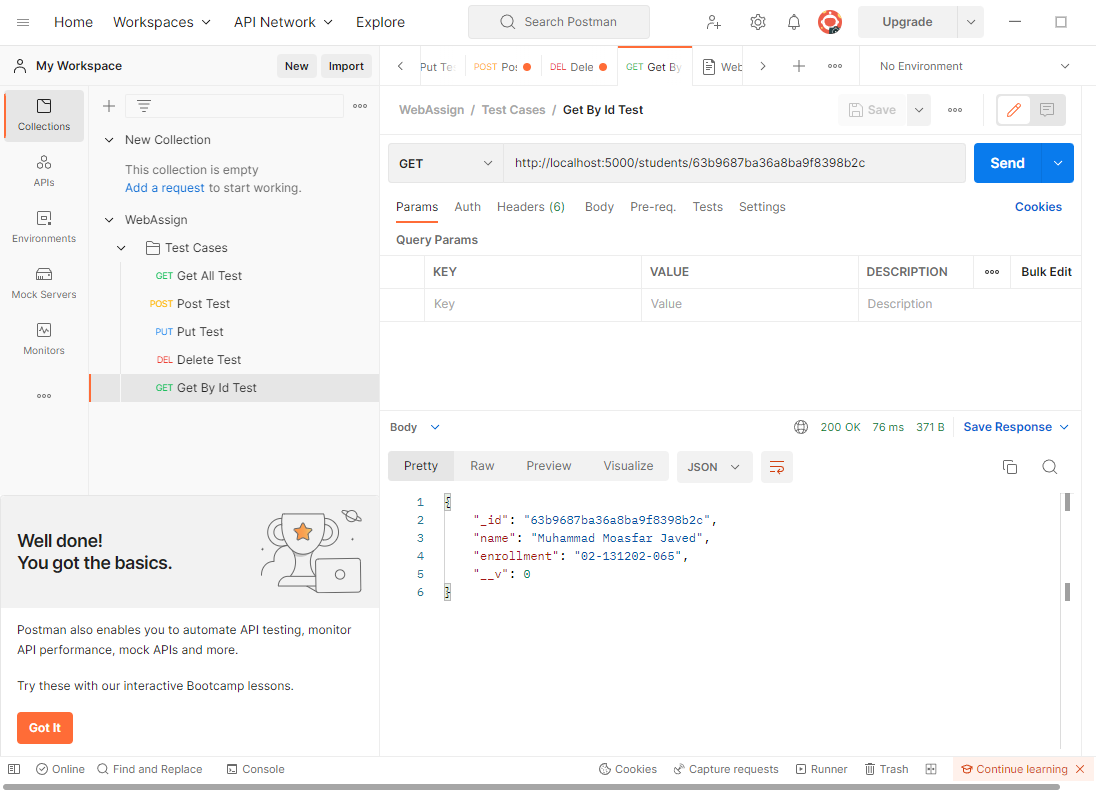 Home Workspaces API Network Explore Search Postman Upgrade
My Workspace New Import
Put Te POST Pos DEL Dele GET Get By Web No Environment
Collections
APIs
Environments
Mock Servers
Monitors
New Collection
This collection is empty
Add a request to start working.
WebAssign
Test Cases
GET Get All Test
POST Post Test
PUT Put Test
DEL Delete Test
GET Get By Id Test
Well done!
You got the basics.
Postman also enables you to automate API testing, monitor
API performance, mock APIs and more.
Try these with our interactive Bootcamp lessons.
Got It
WebAssign / Test Cases / Get By Id Test Save
GET http://localhost:5000/students/63b9687ba36a8ba9f8398b2c Send
Params Auth Headers (6) Body Pre-req. Tests Settings Cookies
Query Params
KEY VALUE DESCRIPTION Bulk Edit
Key Value Description
Body 200 OK 76 ms 371 B Save Response
Pretty Raw Preview Visualize JSON
1 {
2 "_id": "63b9687ba36a8ba9f8398b2c",
3 "name": "Muhammad Moasfar Javed",
4 "enrollment": "02-131202-065",
5 "__v": 0
6 }
Online Find and Replace Console Cookies Capture requests Runner Trash Continue learning